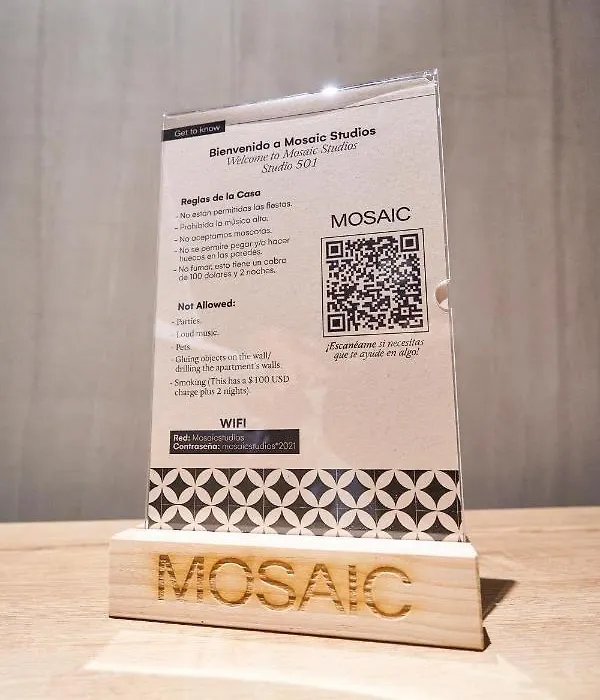 Get to know
Bienvenido a Mosaic Studios
Welcome to Mosaic Studios
Studio 501
Reglas de la Casa
- No están permitidas las fiestas.
- Prohibida la música alta.
- No aceptamos mascotas.
- No se permite pegar y/o hacer
huecos en las paredes.
- No fumar, esto tiene un cobro
de 100 dolares y 2 noches.
Not Allowed:
- Parties.
- Loud music.
- Pets.
- Gluing objects on the wall/
drilling the apartment's walls.
- Smoking (This has a $100 USD
charge plus 2 nights).
WIFI
Red: Mosaicstudios
Contraseña: mosaicstudios*2021
MOSAIC
¡Escanéame si necesitas
que te ayude en algo!
MOSAIC